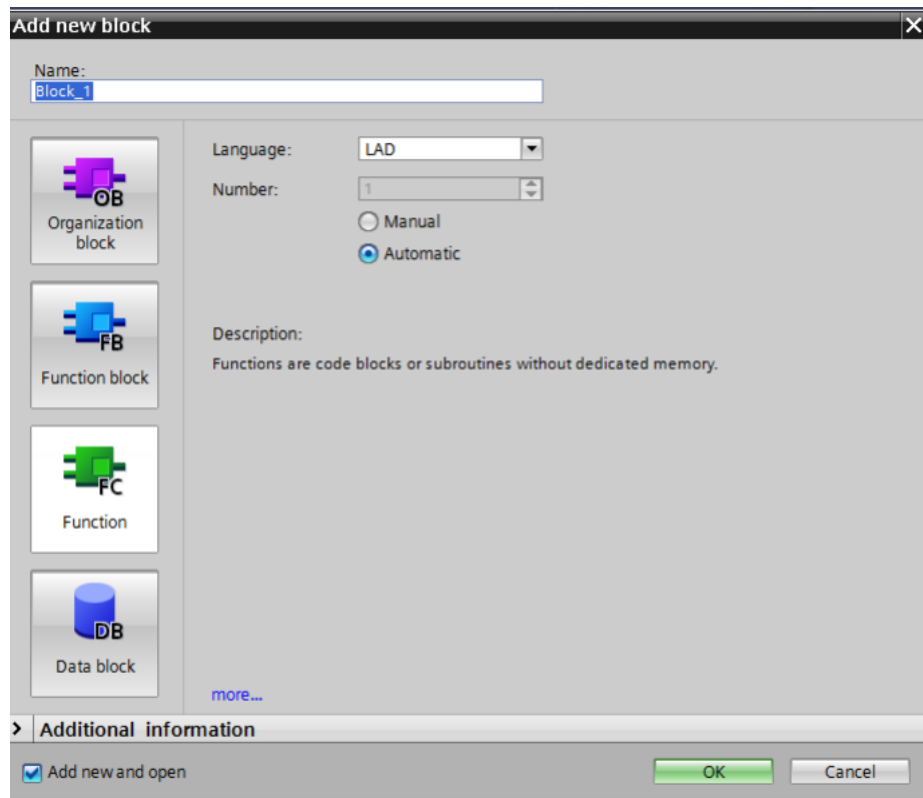 Add new block
Name:
Block_1
OB
Organization
block
FB
Function block
FC
Function
DB
Data block
Language:
LAD
Number:
1
Manual
Automatic
Description:
Functions are code blocks or subroutines without dedicated memory.
more...
Additional information
Add new and open
OK
Cancel